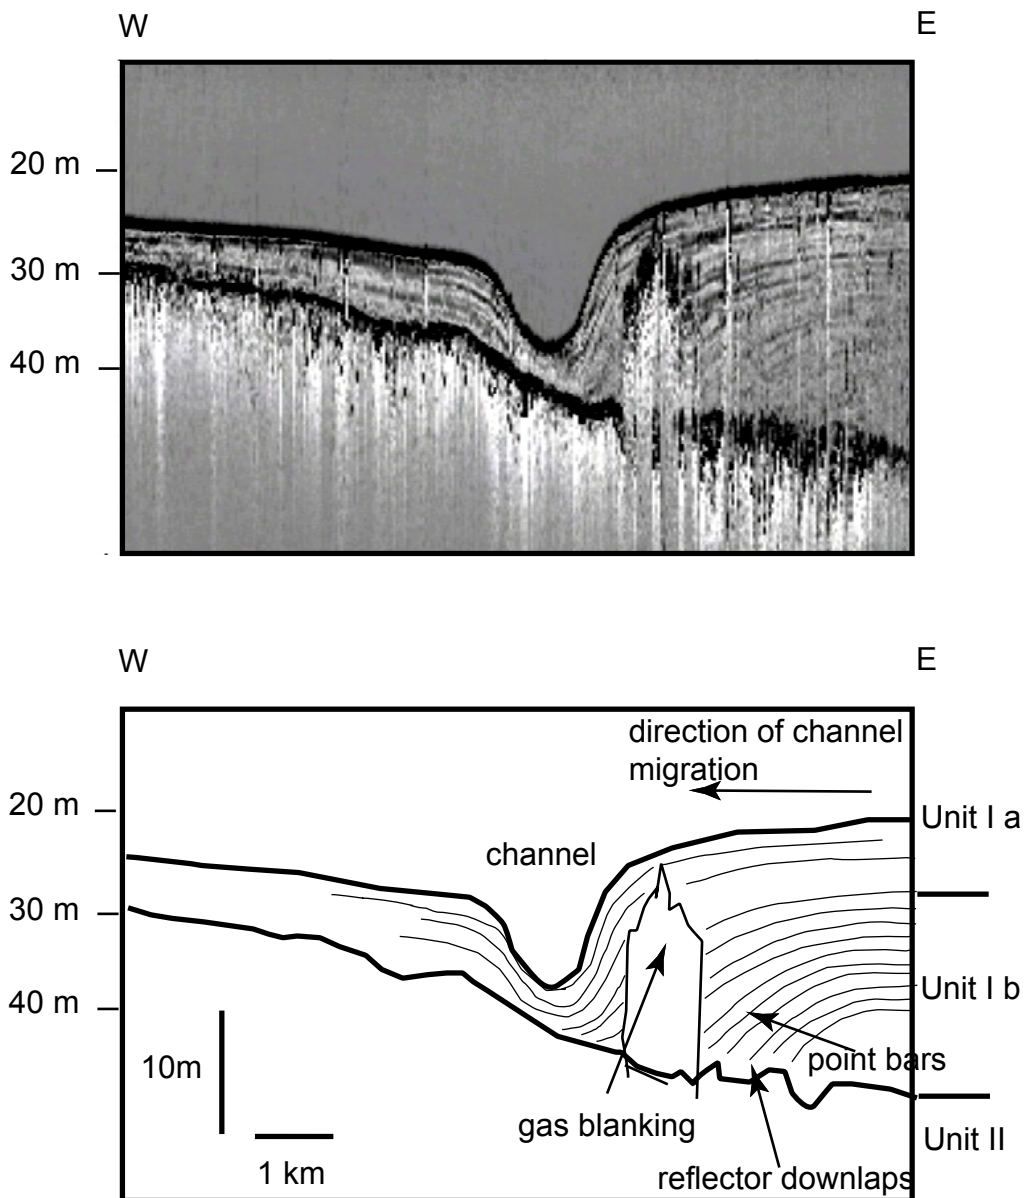 W
E
20 m
30 m
40 m
W
E
direction of channel
migration
20 m
Unit I a
channel
30 m
40 m
Unit I b
10m
point bars
gas blanking
Unit II
1 km
reflector downlaps